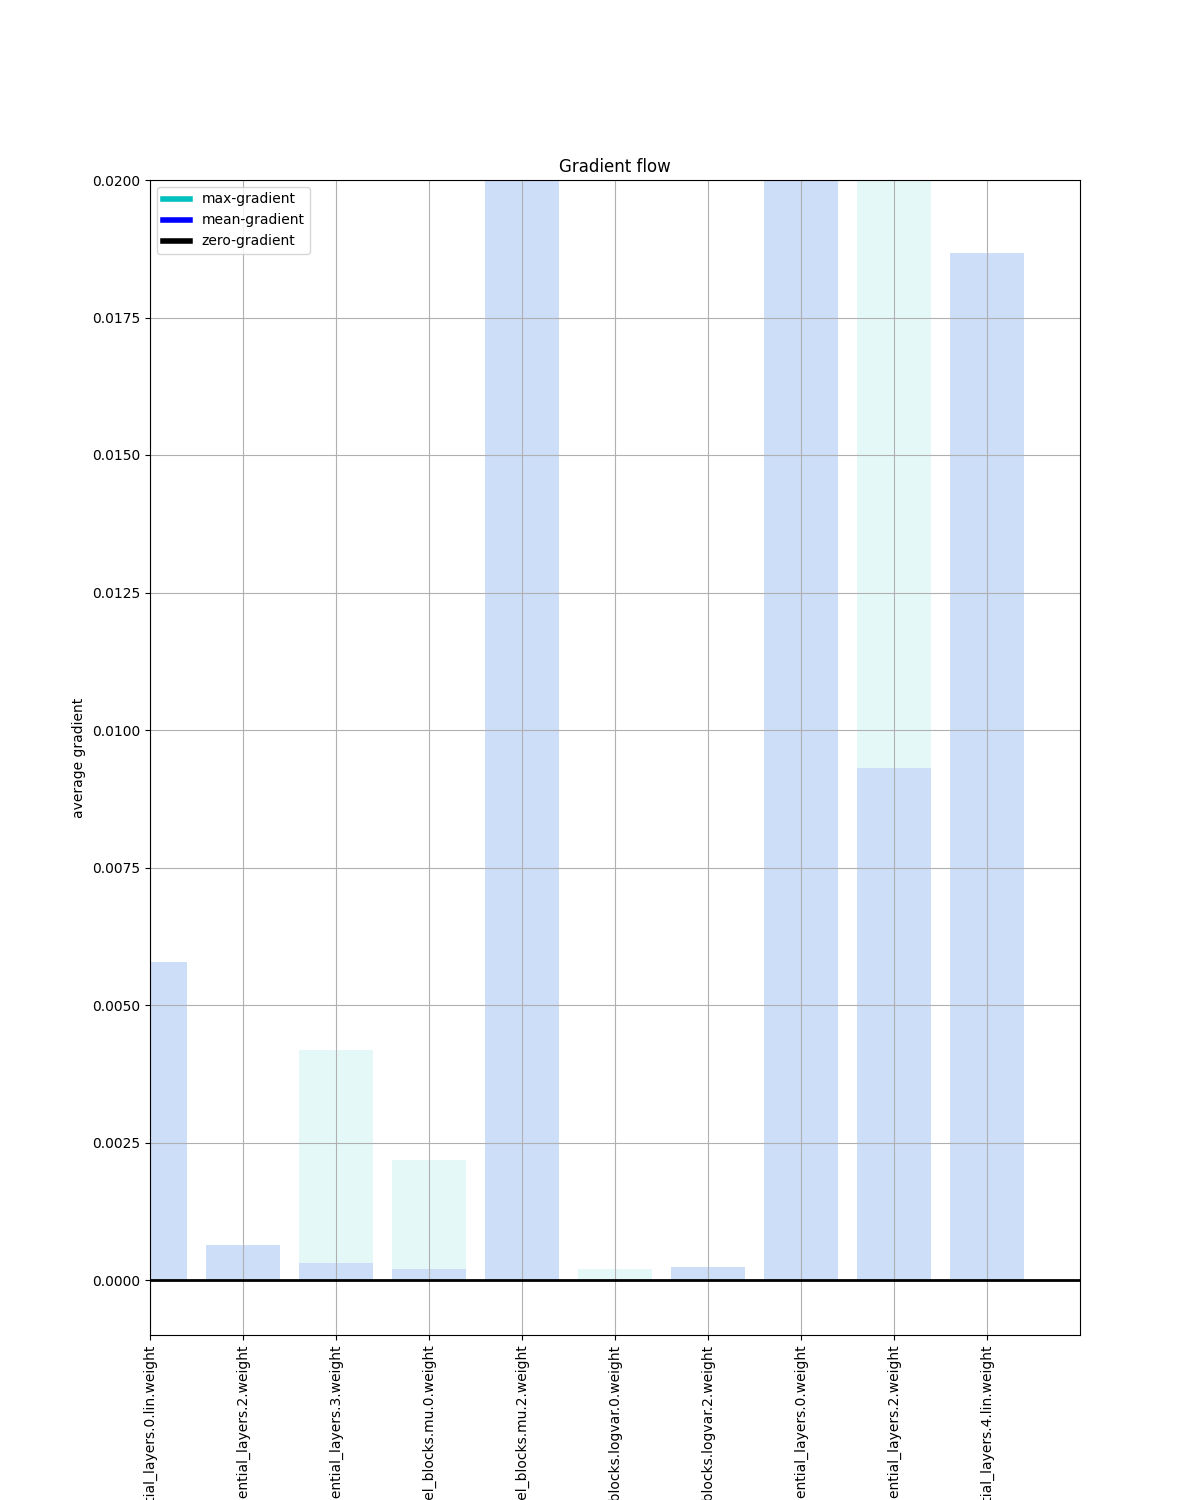 Gradient flow
max-gradient
mean-gradient
zero-gradient
0.0200
0.0175
0.0150
0.0125
0.0100
0.0075
0.0050
0.0025
0.0000
average gradient
tial_layers.0.lin.weight
ential_layers.2.weight
ential_layers.3.weight
el_blocks.mu.0.weight
el_blocks.mu.2.weight
blocks.logvar.0.weight
blocks.logvar.2.weight
ential_layers.0.weight
ential_layers.2.weight
tial_layers.4.lin.weight